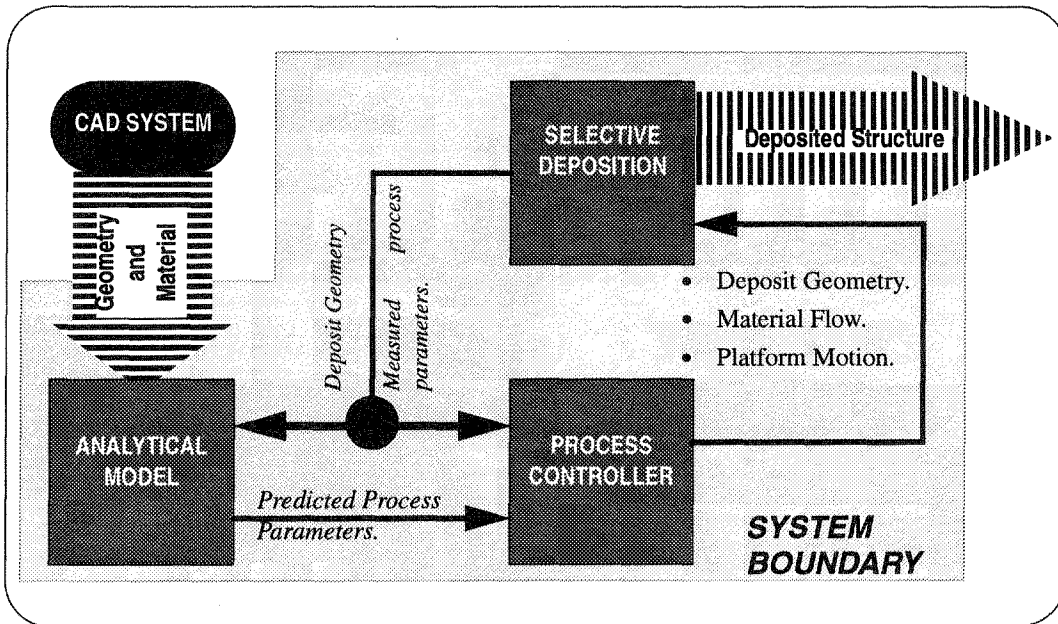 CAD SYSTEM
SELECTIVE
DEPOSITION
Deposited Structure
Geometry
and
Material
Deposit Geometry
Measured process
parameters.
• Deposit Geometry.
• Material Flow.
• Platform Motion.
ANALYTICAL
MODEL
PROCESS
CONTROLLER
Predicted Process
Parameters.
SYSTEM
BOUNDARY